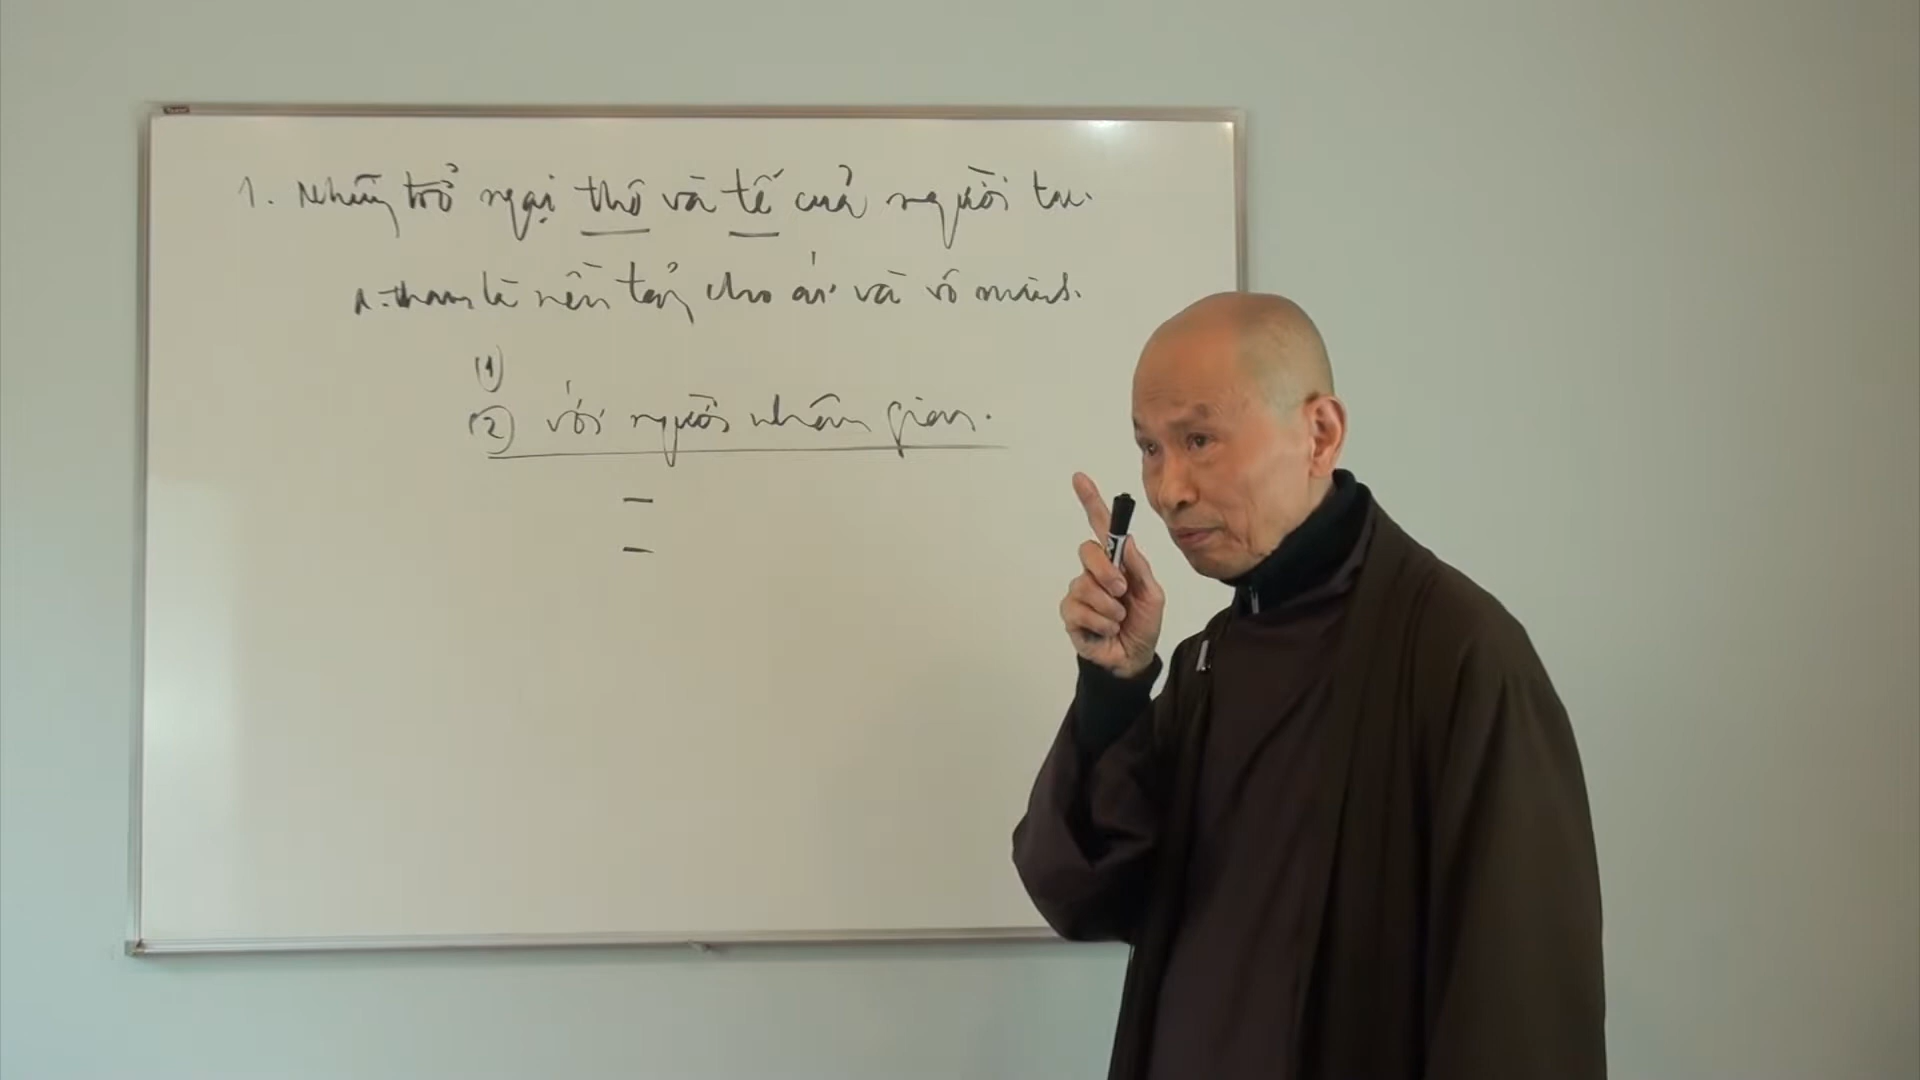 1. Những trở ngại thô và tế của người tu.
a. tham là nền tảng cho ái và vô minh.
(1)
(2) với người nhân gian.
–
–